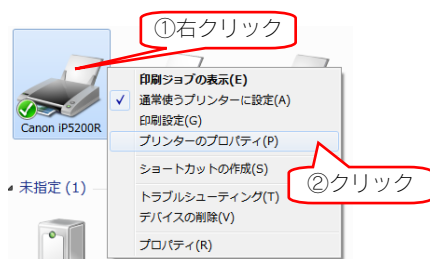 ①右クリック
Canon iP5200R
印刷ジョブの表示(E)
通常使うプリンターに設定(A)
印刷設定(G)
プリンターのプロパティ(P)
ショートカットの作成(S)
②クリック
トラブルシューティング(T)
デバイスの削除(V)
プロパティ(R)
未指定 (1)